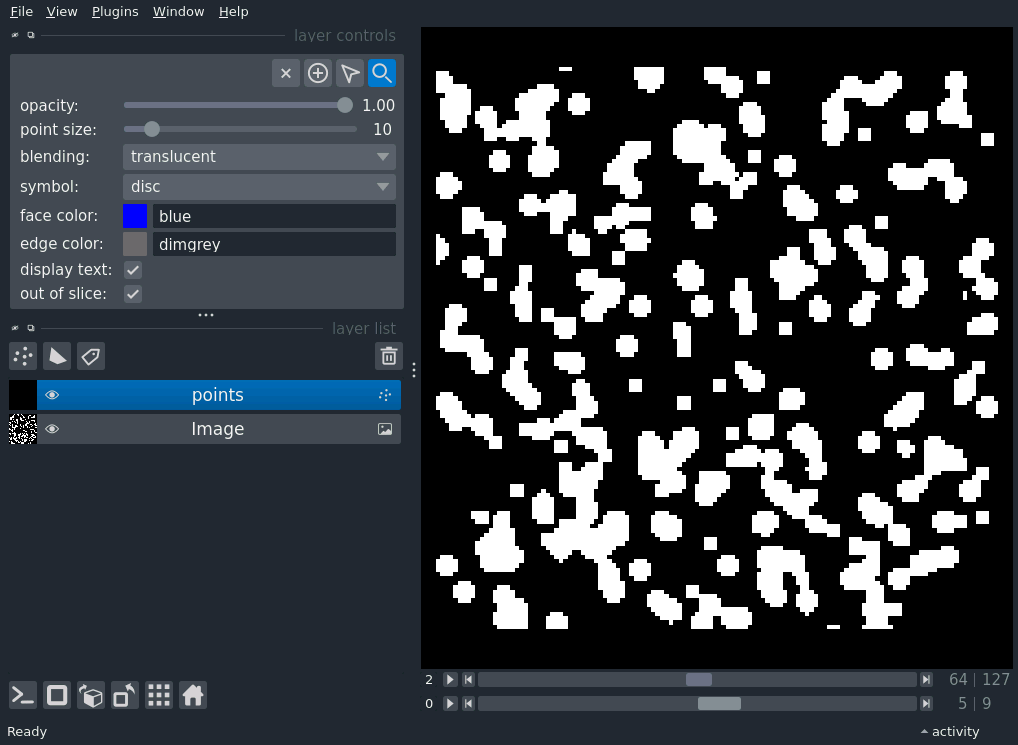 File View Plugins Window Help
layer controls
opacity: 1.00
point size: 10
blending: translucent
symbol: disc
face color: blue
edge color: dimgrey
display text:
out of slice:
layer list
points
Image
2 64 | 127
0 5 | 9
Ready activity